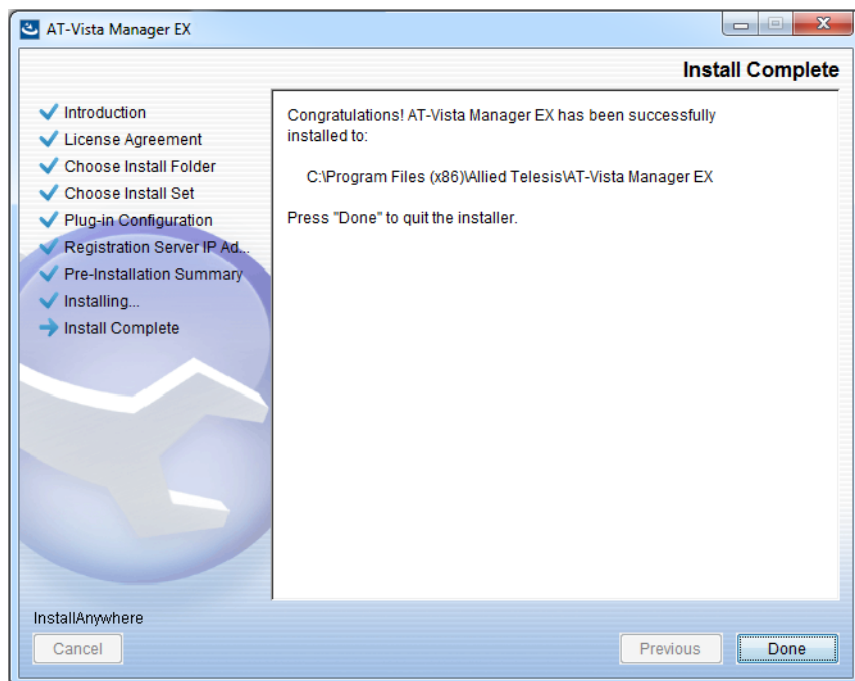 AT-Vista Manager EX
Install Complete
Introduction
License Agreement
Choose Install Folder
Choose Install Set
Plug-in Configuration
Registration Server IP Ad...
Pre-Installation Summary
Installing...
Install Complete
Congratulations! AT-Vista Manager EX has been successfully
installed to:
C:\Program Files (x86)\Allied Telesis\AT-Vista Manager EX
Press "Done" to quit the installer.
InstallAnywhere
Cancel
Previous
Done